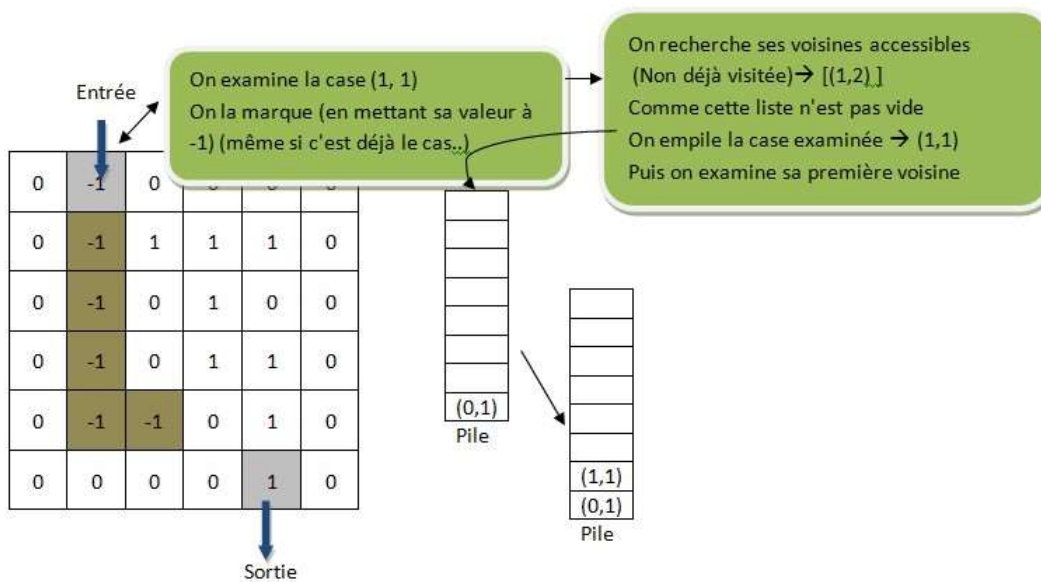 On examine la case (1, 1)
On la marque (en mettant sa valeur à
-1) (même si c'est déjà le cas..)
On recherche ses voisines accessibles
(Non déjà visitée)→ [(1,2) ]
Comme cette liste n'est pas vide
On empile la case examinée → (1,1)
Puis on examine sa première voisine
Entrée
0 -1 0 0
0 -1 1 1 1 0
0 -1 0 1 0 0
0 -1 0 1 1 0
0 -1 -1 0 1 0
0 0 0 0 1 0
Sortie
(0,1)
Pile
(1,1)
(0,1)
Pile